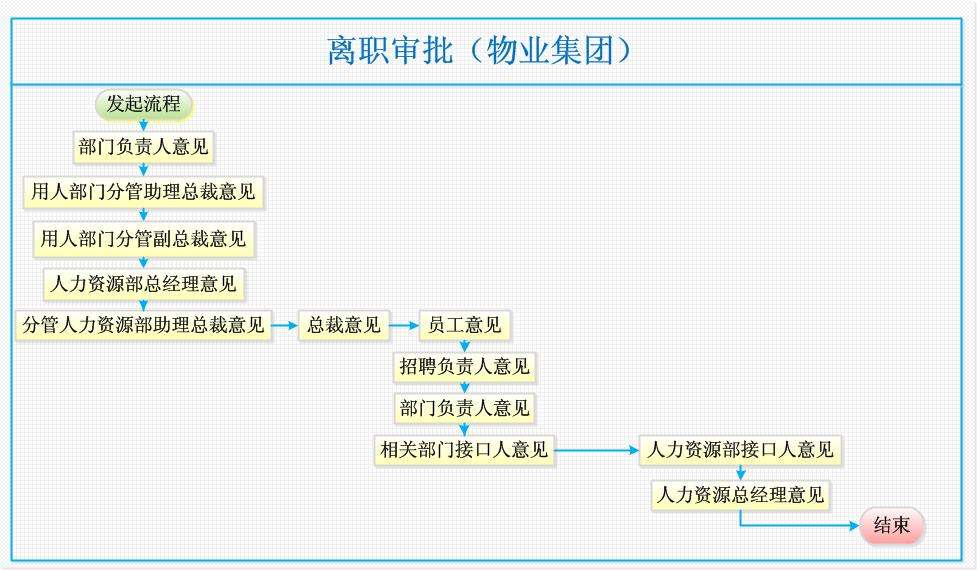 离职审批（物业集团）
发起流程
部门负责人意见
用人部门分管助理总裁意见
用人部门分管副总裁意见
人力资源部总经理意见
分管人力资源部助理总裁意见
总裁意见
员工意见
招聘负责人意见
部门负责人意见
相关部门接口人意见
人力资源部接口人意见
人力资源总经理意见
结束